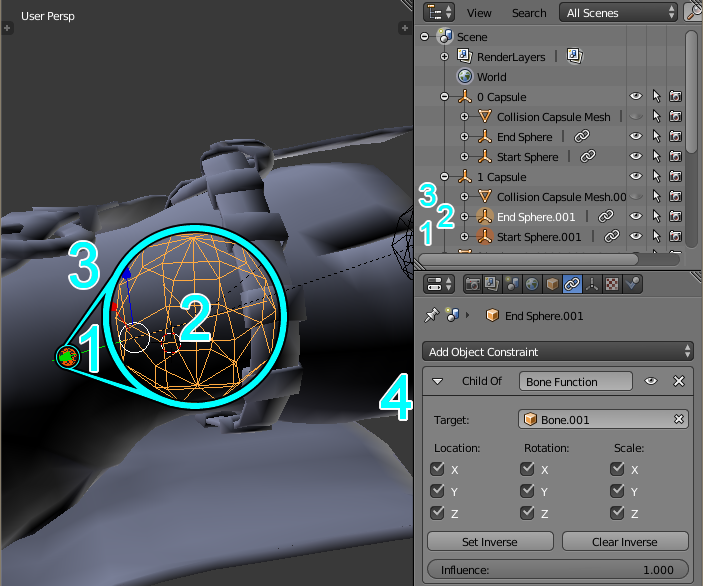 User Persp
View Search All Scenes
Scene
RenderLayers
World
0 Capsule
Collision Capsule Mesh
End Sphere
Start Sphere
1 Capsule
3 Collision Capsule Mesh.00
2 End Sphere.001
1 Start Sphere.001
3
2
1
4
End Sphere.001
Add Object Constraint
Child Of Bone Function
Target: Bone.001
Location: Rotation: Scale:
X X X
Y Y Y
Z Z Z
Set Inverse Clear Inverse
Influence: 1.000